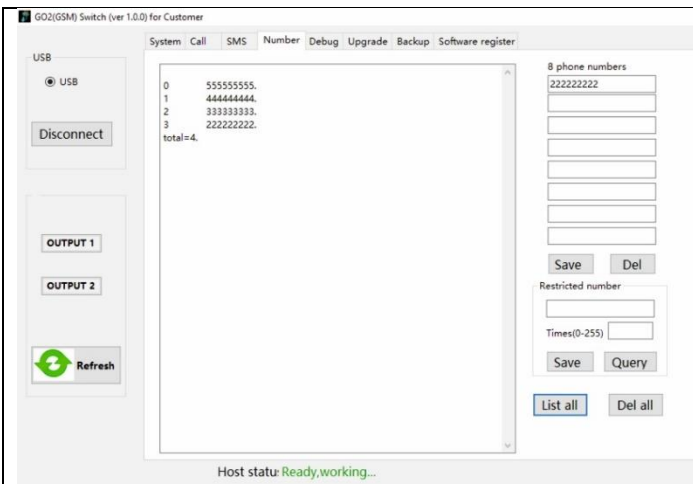 GO2(GSM) Switch (ver 1.0.0) for Customer
System Call SMS Number Debug Upgrade Backup Software register
USB
USB
Disconnect
OUTPUT 1
OUTPUT 2
Refresh
0 555555555.
1 444444444.
2 333333333.
3 222222222.
total=4.
8 phone numbers
222222222
Save Del
Restricted number
Times(0-255)
Save Query
List all Del all
Host statu: Ready,working...